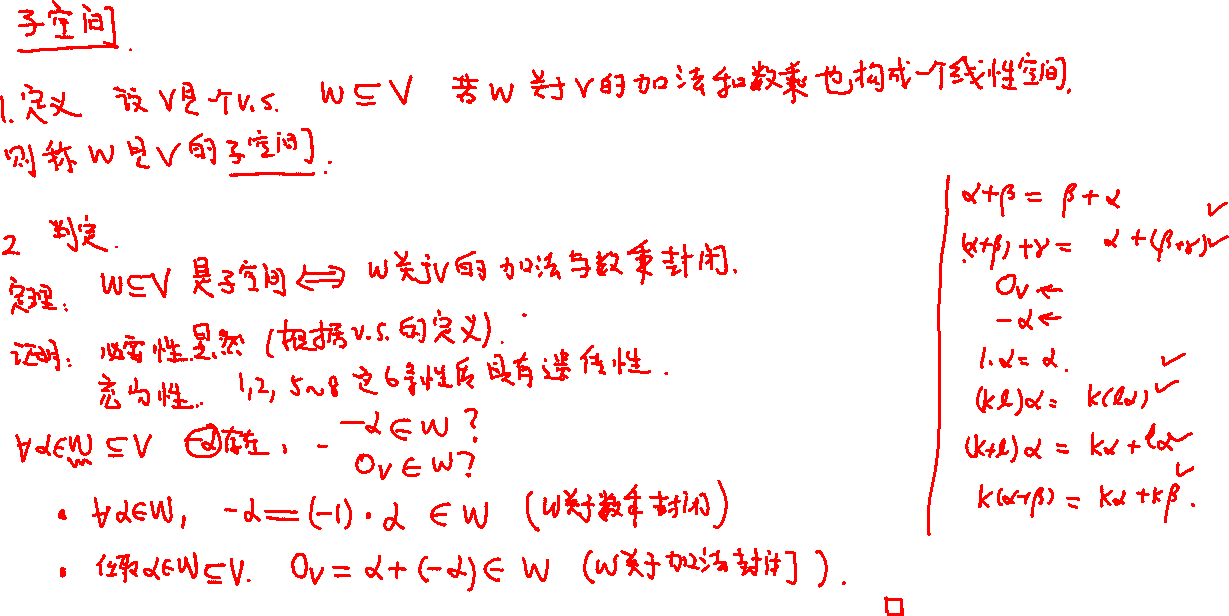 子空间.
1. 定义 设 V是一个v.s. W⊆V 若W关于V的加法和数乘也构成一个线性空间,
则称W是V的子空间.
2 判定.
定理: W⊆V 是子空间 ⟺ W关于V的加法与数乘封闭.
证明: 必要性显然 (根据v.s.的定义).
充分性. 1,2, 5~8 这6条性质具有遗传性.
∀α∈W ⊆V -α存在, -α∈W?
0v∈W?
• ∀α∈W, -α=(-1)·α ∈W (W关于数乘封闭)
• 任取α∈W⊆V. 0v = α+(-α)∈ W (W关于加法封闭).
□
α+β = β+α ✓
(α+β)+γ = α+(β+γ) ✓
0v ←
-α ←
1·α=α. ✓
(kl)α= k(lα) ✓
(k+l)α = kα+lα ✓
k(α+β) = kα+kβ. ✓